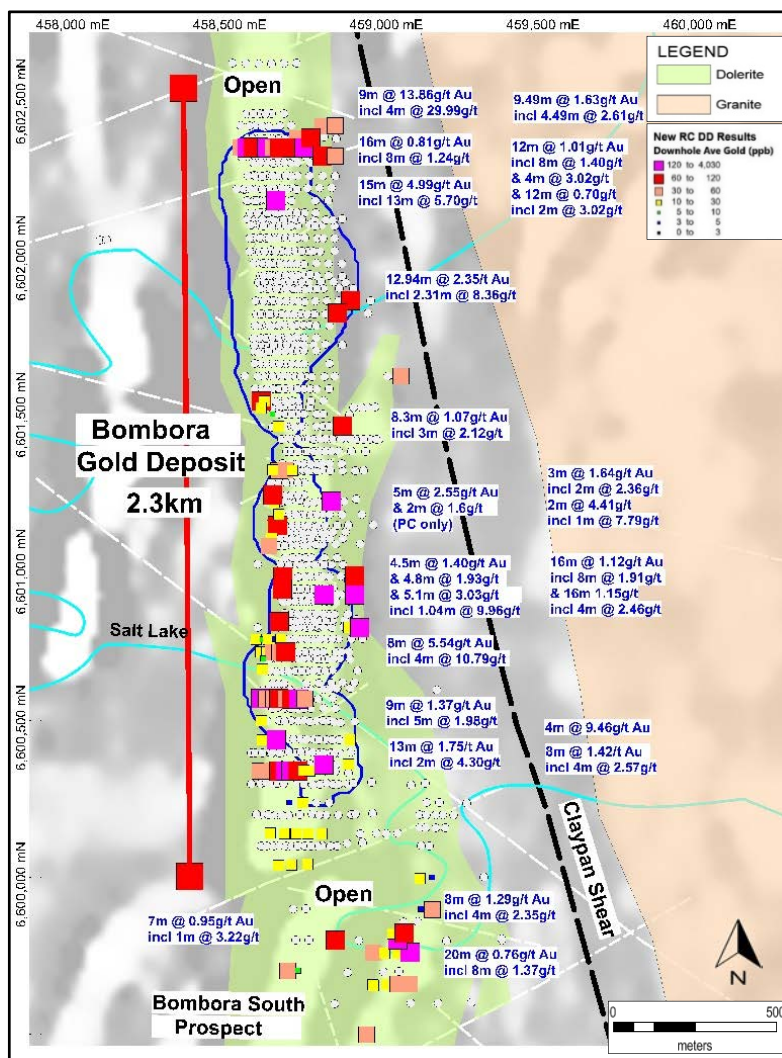 458,000 mE
458,500 mE
459,000 mE
459,500 mE
460,000 mE
6,602,500 mN
6,602,000 mN
6,601,500 mN
6,601,000 mN
6,600,500 mN
6,600,000 mN
LEGEND
Dolerite
Granite
New RC DD Results
Downhole Ave Gold (ppb)
120 to 4,030
60 to 120
30 to 60
10 to 30
5 to 10
3 to 5
0 to 3
Open
9m @ 13.86g/t Au
incl 4m @ 29.99g/t
16m @ 0.81g/t Au
incl 8m @ 1.24g/t
15m @ 4.99g/t Au
incl 13m @ 5.70g/t
9.49m @ 1.63g/t Au
incl 4.49m @ 2.61g/t
12m @ 1.01g/t Au
incl 8m @ 1.40g/t
& 4m @ 3.02g/t
& 12m @ 0.70g/t
incl 2m @ 3.02g/t
12.94m @ 2.35/t Au
incl 2.31m @ 8.36g/t
8.3m @ 1.07g/t Au
incl 3m @ 2.12g/t
Bombora
Gold Deposit
2.3km
5m @ 2.55g/t Au
& 2m @ 1.6g/t
(PC only)
3m @ 1.64g/t Au
incl 2m @ 2.36g/t
2m @ 4.41g/t
incl 1m @ 7.79g/t
4.5m @ 1.40g/t Au
& 4.8m @ 1.93g/t
& 5.1m @ 3.03g/t
incl 1.04m @ 9.96g/t
16m @ 1.12g/t Au
incl 8m @ 1.91g/t
& 16m 1.15g/t
incl 4m @ 2.46g/t
Salt Lake
8m @ 5.54g/t Au
incl 4m @ 10.79g/t
9m @ 1.37g/t Au
incl 5m @ 1.98g/t
13m @ 1.75/t Au
incl 2m @ 4.30g/t
4m @ 9.46g/t Au
8m @ 1.42/t Au
incl 4m @ 2.57g/t
Claypan Shear
Open
7m @ 0.95g/t Au
incl 1m @ 3.22g/t
8m @ 1.29g/t Au
incl 4m @ 2.35g/t
20m @ 0.76g/t Au
incl 8m @ 1.37g/t
Bombora South
Prospect
N
0
500
meters